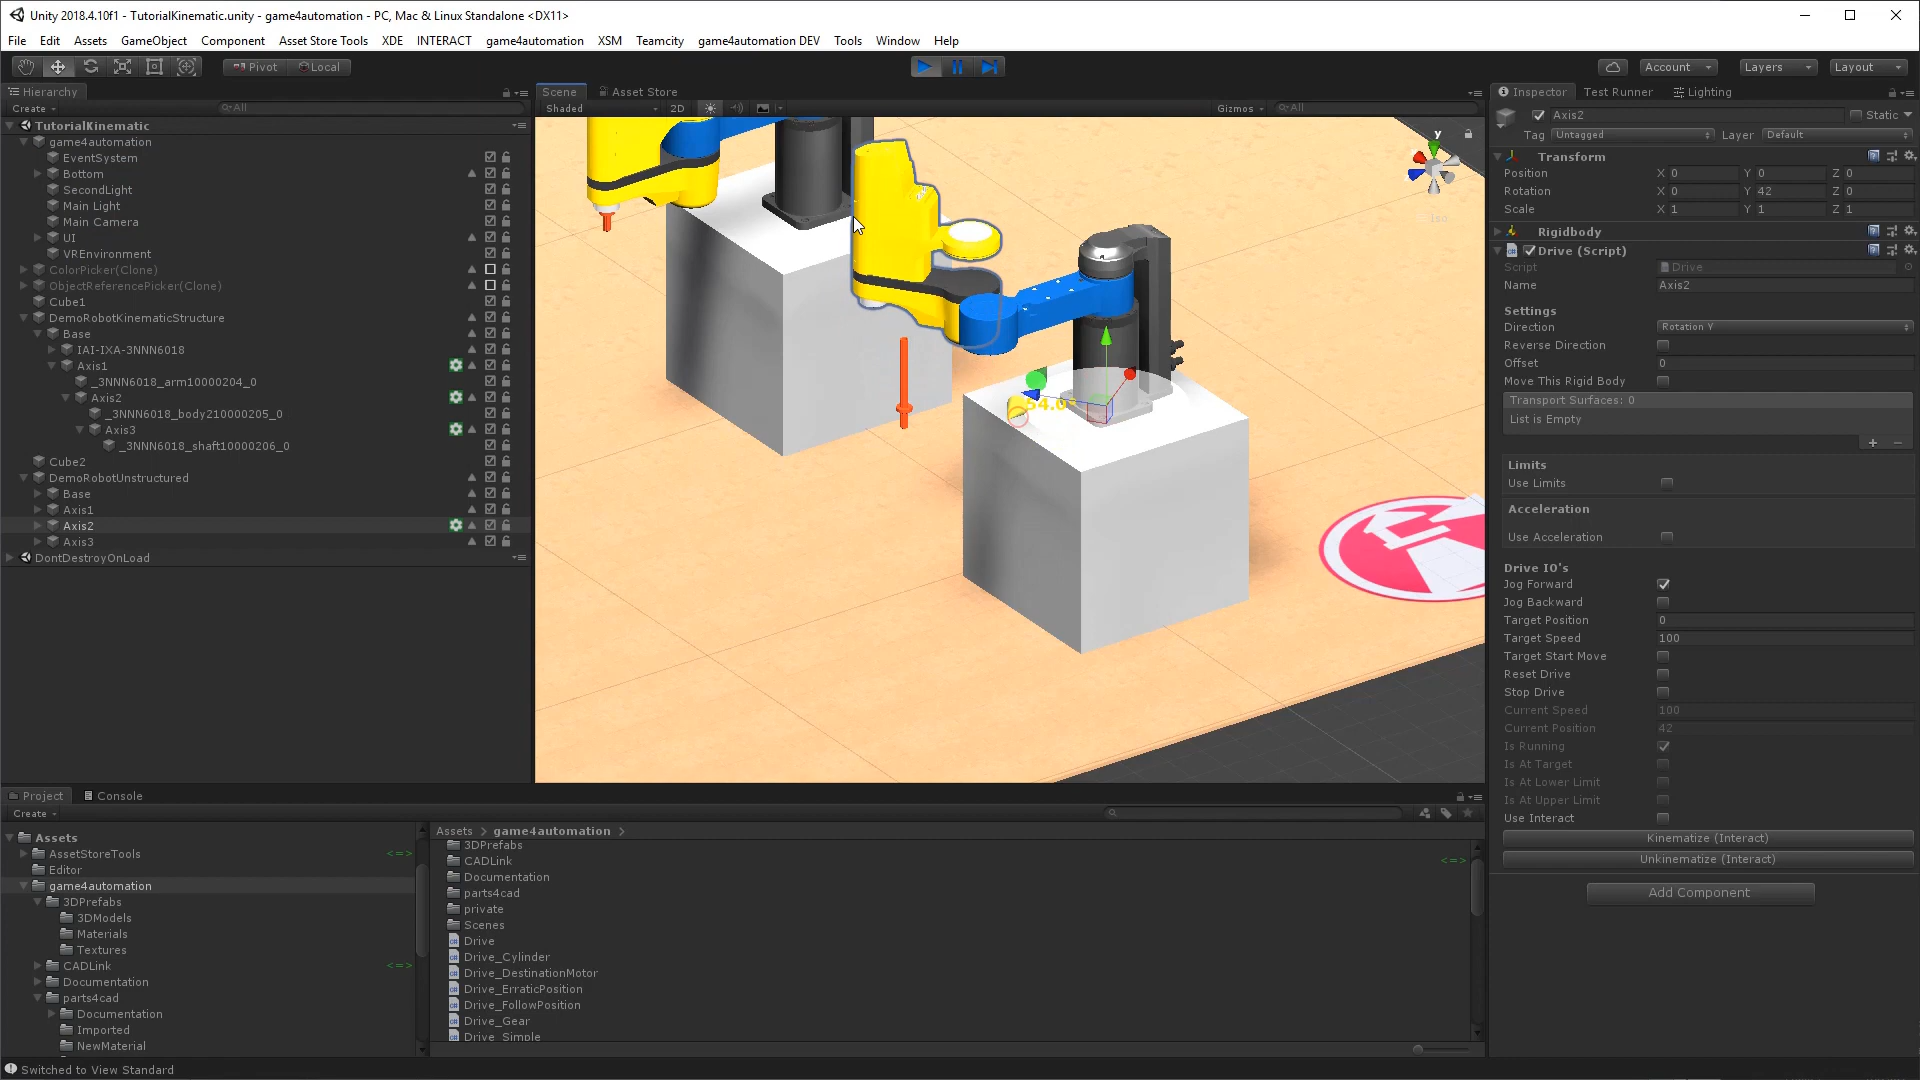 Unity 2018.4.10f1 - TutorialKinematic.unity - game4automation - PC, Mac & Linux Standalone <DX11>
File Edit Assets GameObject Component Asset Store Tools XDE INTERACT game4automation XSM Teamcity game4automation DEV Tools Window Help
Pivot Local Account Layers Layout
Hierarchy
Create All
TutorialKinematic
game4automation
EventSystem
Bottom
SecondLight
Main Light
Main Camera
UI
VREnvironment
ColorPicker(Clone)
ObjectReferencePicker(Clone)
Cube1
DemoRobotKinematicStructure
Base
IAI-IXA-3NNN6018
Axis1
_3NNN6018_arm10000204_0
Axis2
_3NNN6018_body210000205_0
Axis3
_3NNN6018_shaft10000206_0
Cube2
DemoRobotUnstructured
Base
Axis1
Axis2
Axis3
DontDestroyOnLoad
Scene Asset Store
Shaded 2D Gizmos All
y
Iso
54.0°
Inspector Test Runner Lighting
Axis2 Static
Tag Untagged Layer Default
Transform
Position X 0 Y 0 Z 0
Rotation X 0 Y 42 Z 0
Scale X 1 Y 1 Z 1
Rigidbody
Drive (Script)
Script Drive
Name Axis2
Settings
Direction Rotation Y
Reverse Direction
Offset 0
Move This Rigid Body
Transport Surfaces: 0
List is Empty
+ -
Limits
Use Limits
Acceleration
Use Acceleration
Drive IO's
Jog Forward
Jog Backward
Target Position 0
Target Speed 100
Target Start Move
Reset Drive
Stop Drive
Current Speed 100
Current Position 42
Is Running
Is At Target
Is At Lower Limit
Is At Upper Limit
Use Interact
Kinematize (Interact)
Unkinematize (Interact)
Add Component
Project Console
Create
Assets
AssetStoreTools <=>
Editor
game4automation
3DPrefabs
3DModels
Materials
Textures
CADLink <=>
Documentation
parts4cad
Documentation
Imported
NewMaterial
Assets > game4automation >
3DPrefabs
CADLink <=>
Documentation
parts4cad
private
Scenes
Drive
Drive_Cylinder
Drive_DestinationMotor
Drive_ErraticPosition
Drive_FollowPosition
Drive_Gear
Drive_Simple
Switched to View Standard